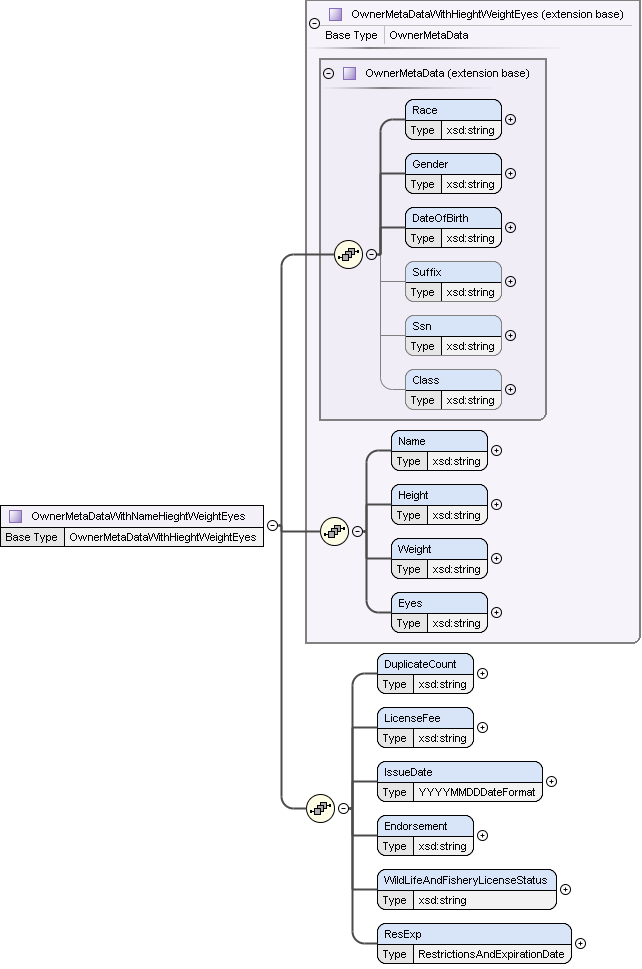 OwnerMetaDataWithHieghtWeightEyes (extension base)
Base Type OwnerMetaData
OwnerMetaData (extension base)
Race
Type xsd:string
Gender
Type xsd:string
DateOfBirth
Type xsd:string
Suffix
Type xsd:string
Ssn
Type xsd:string
Class
Type xsd:string
Name
Type xsd:string
Height
Type xsd:string
Weight
Type xsd:string
Eyes
Type xsd:string
OwnerMetaDataWithNameHieghtWeightEyes
Base Type OwnerMetaDataWithHieghtWeightEyes
DuplicateCount
Type xsd:string
LicenseFee
Type xsd:string
IssueDate
Type YYYYMMDDDateFormat
Endorsement
Type xsd:string
WildLifeAndFisheryLicenseStatus
Type xsd:string
ResExp
Type RestrictionsAndExpirationDate